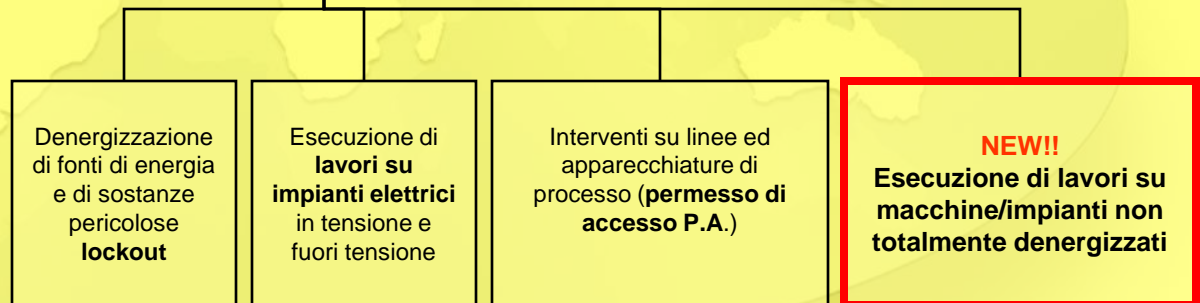 Denergizzazione
di fonti di energia
e di sostanze
pericolose
lockout
Esecuzione di
lavori su
impianti elettrici
in tensione e
fuori tensione
Interventi su linee ed
apparecchiature di
processo (permesso di
accesso P.A.)
NEW!!
Esecuzione di lavori su
macchine/impianti non
totalmente denergizzati